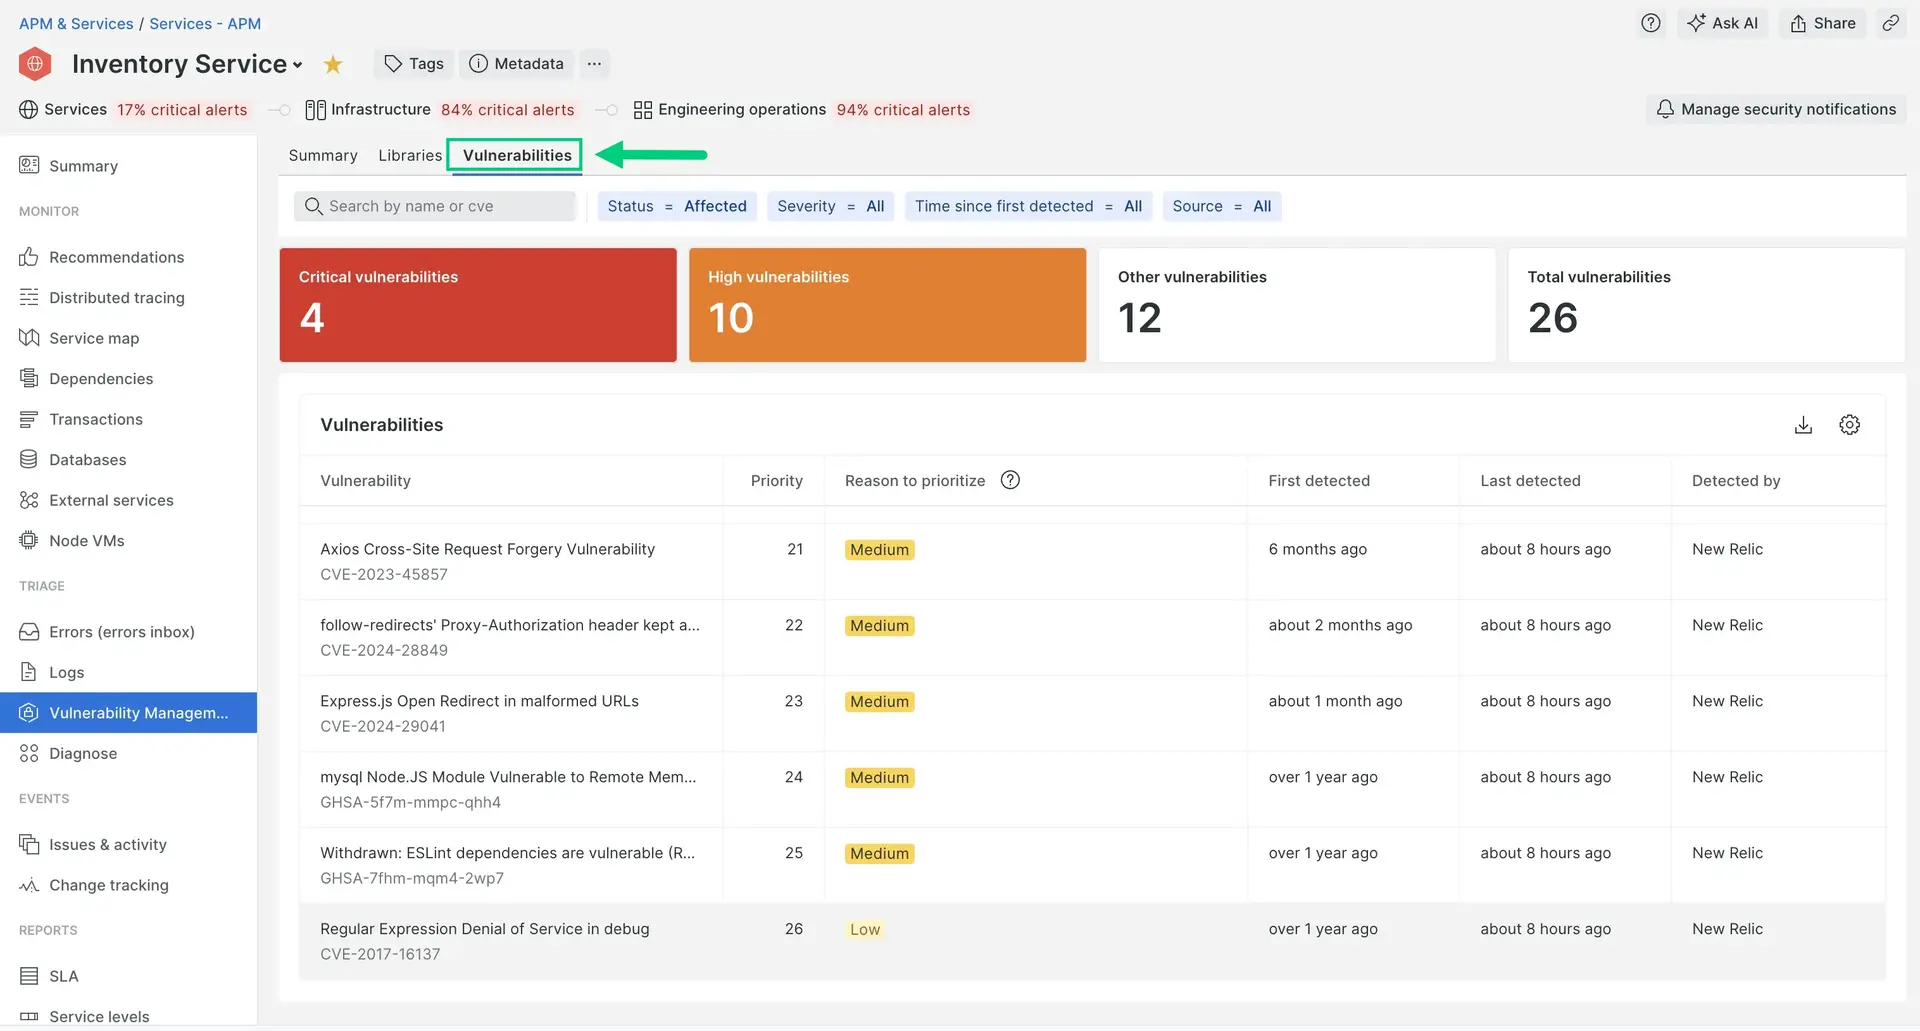 APM & Services / Services - APM
Ask AI
Share
Inventory Service
Tags
Metadata
...
Services 17% critical alerts
Infrastructure 84% critical alerts
Engineering operations 94% critical alerts
Manage security notifications
Summary
MONITOR
Recommendations
Distributed tracing
Service map
Dependencies
Transactions
Databases
External services
Node VMs
TRIAGE
Errors (errors inbox)
Logs
Vulnerability Managem...
Diagnose
EVENTS
Issues & activity
Change tracking
REPORTS
SLA
Service levels
Summary Libraries Vulnerabilities
Search by name or cve
Status = Affected
Severity = All
Time since first detected = All
Source = All
Critical vulnerabilities
4
High vulnerabilities
10
Other vulnerabilities
12
Total vulnerabilities
26
Vulnerabilities
Vulnerability Priority Reason to prioritize ? First detected Last detected Detected by
Axios Cross-Site Request Forgery Vulnerability 21 Medium 6 months ago about 8 hours ago New Relic
CVE-2023-45857
follow-redirects' Proxy-Authorization header kept a... 22 Medium about 2 months ago about 8 hours ago New Relic
CVE-2024-28849
Express.js Open Redirect in malformed URLs 23 Medium about 1 month ago about 8 hours ago New Relic
CVE-2024-29041
mysql Node.JS Module Vulnerable to Remote Mem... 24 Medium over 1 year ago about 8 hours ago New Relic
GHSA-5f7m-mmpc-qhh4
Withdrawn: ESLint dependencies are vulnerable (R... 25 Medium over 1 year ago about 8 hours ago New Relic
GHSA-7fhm-mqm4-2wp7
Regular Expression Denial of Service in debug 26 Low over 1 year ago about 8 hours ago New Relic
CVE-2017-16137